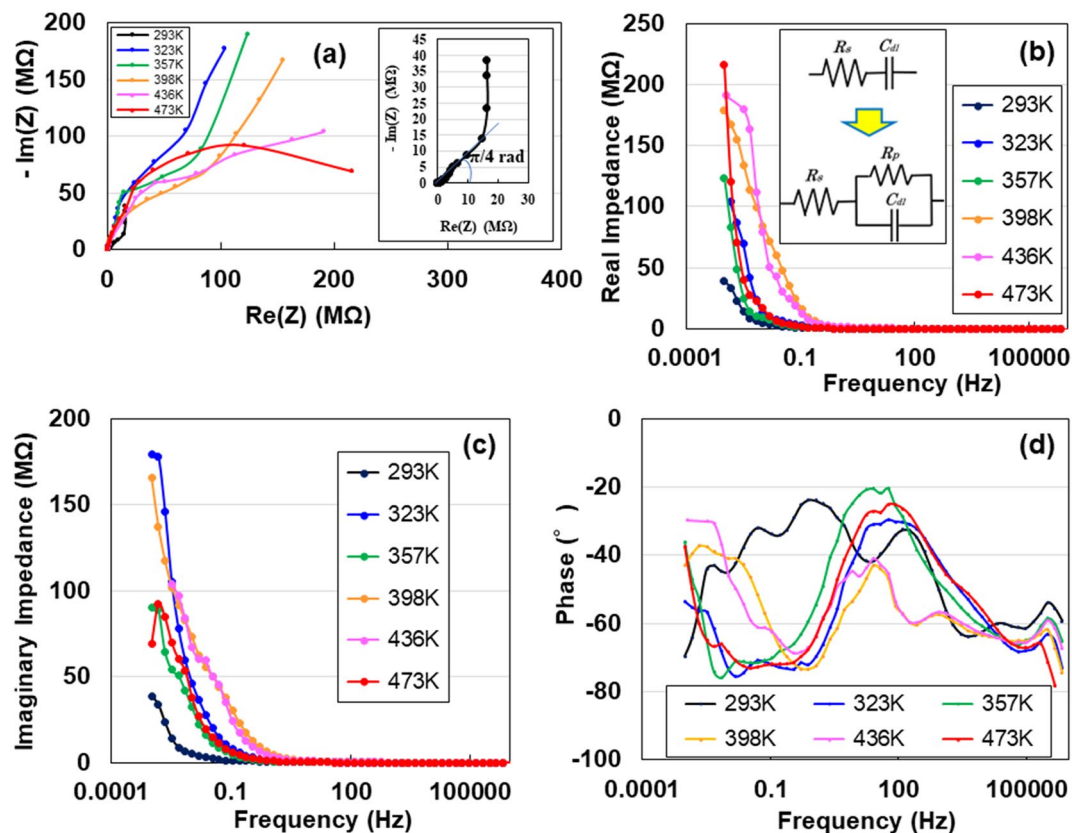 (a)
- Im(Z) (MΩ)
200
150
100
50
0
293K
323K
357K
398K
436K
473K
0
100
200
300
400
Re(Z) (MΩ)
- Im(Z) (MΩ)
45
40
35
30
25
20
15
10
5
0
π/4 rad
0
10
20
30
Re(Z) (MΩ)
(b)
Real Impedance (MΩ)
250
200
150
100
50
0
Rs
Cdl
Rp
Rs
Cdl
293K
323K
357K
398K
436K
473K
0.0001
0.1
100
100000
Frequency (Hz)
(c)
Imaginary Impedance (MΩ)
200
150
100
50
0
293K
323K
357K
398K
436K
473K
0.0001
0.1
100
100000
Frequency (Hz)
(d)
Phase (°)
-0
-20
-40
-60
-80
-100
293K
323K
357K
398K
436K
473K
0.0001
0.1
100
100000
Frequency (Hz)